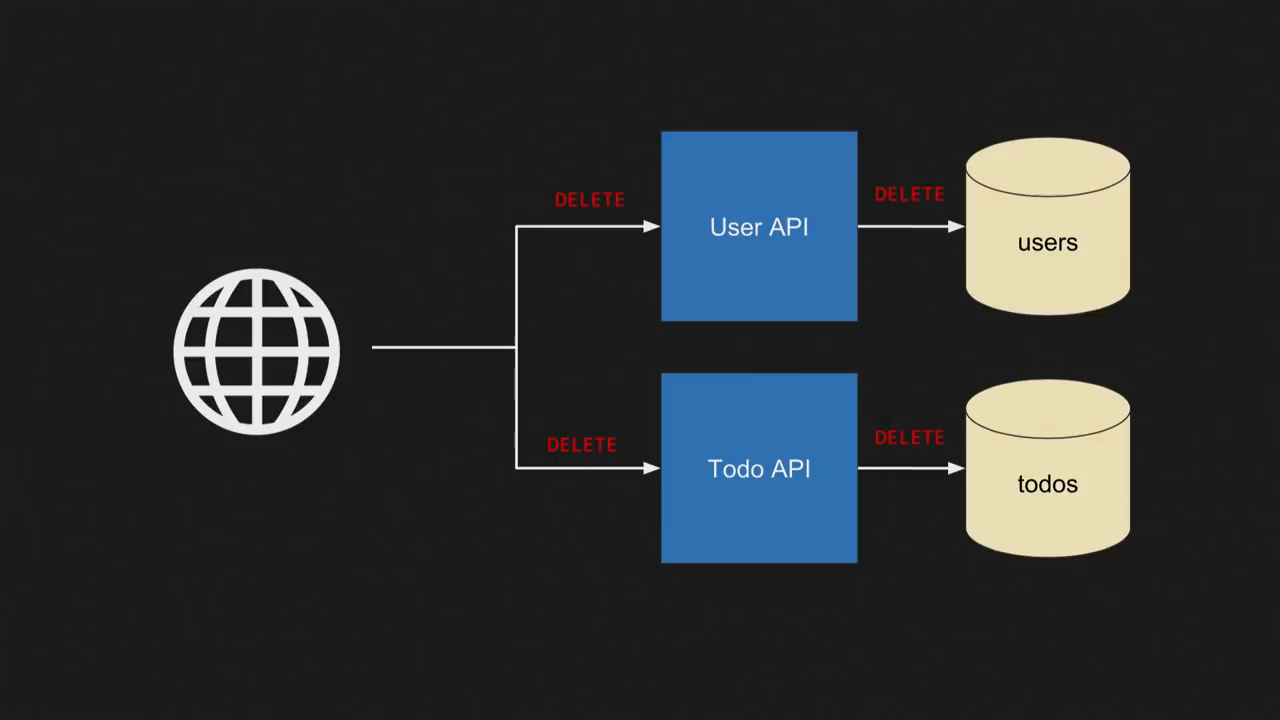 DELETE
User API
DELETE
users
DELETE
Todo API
DELETE
todos